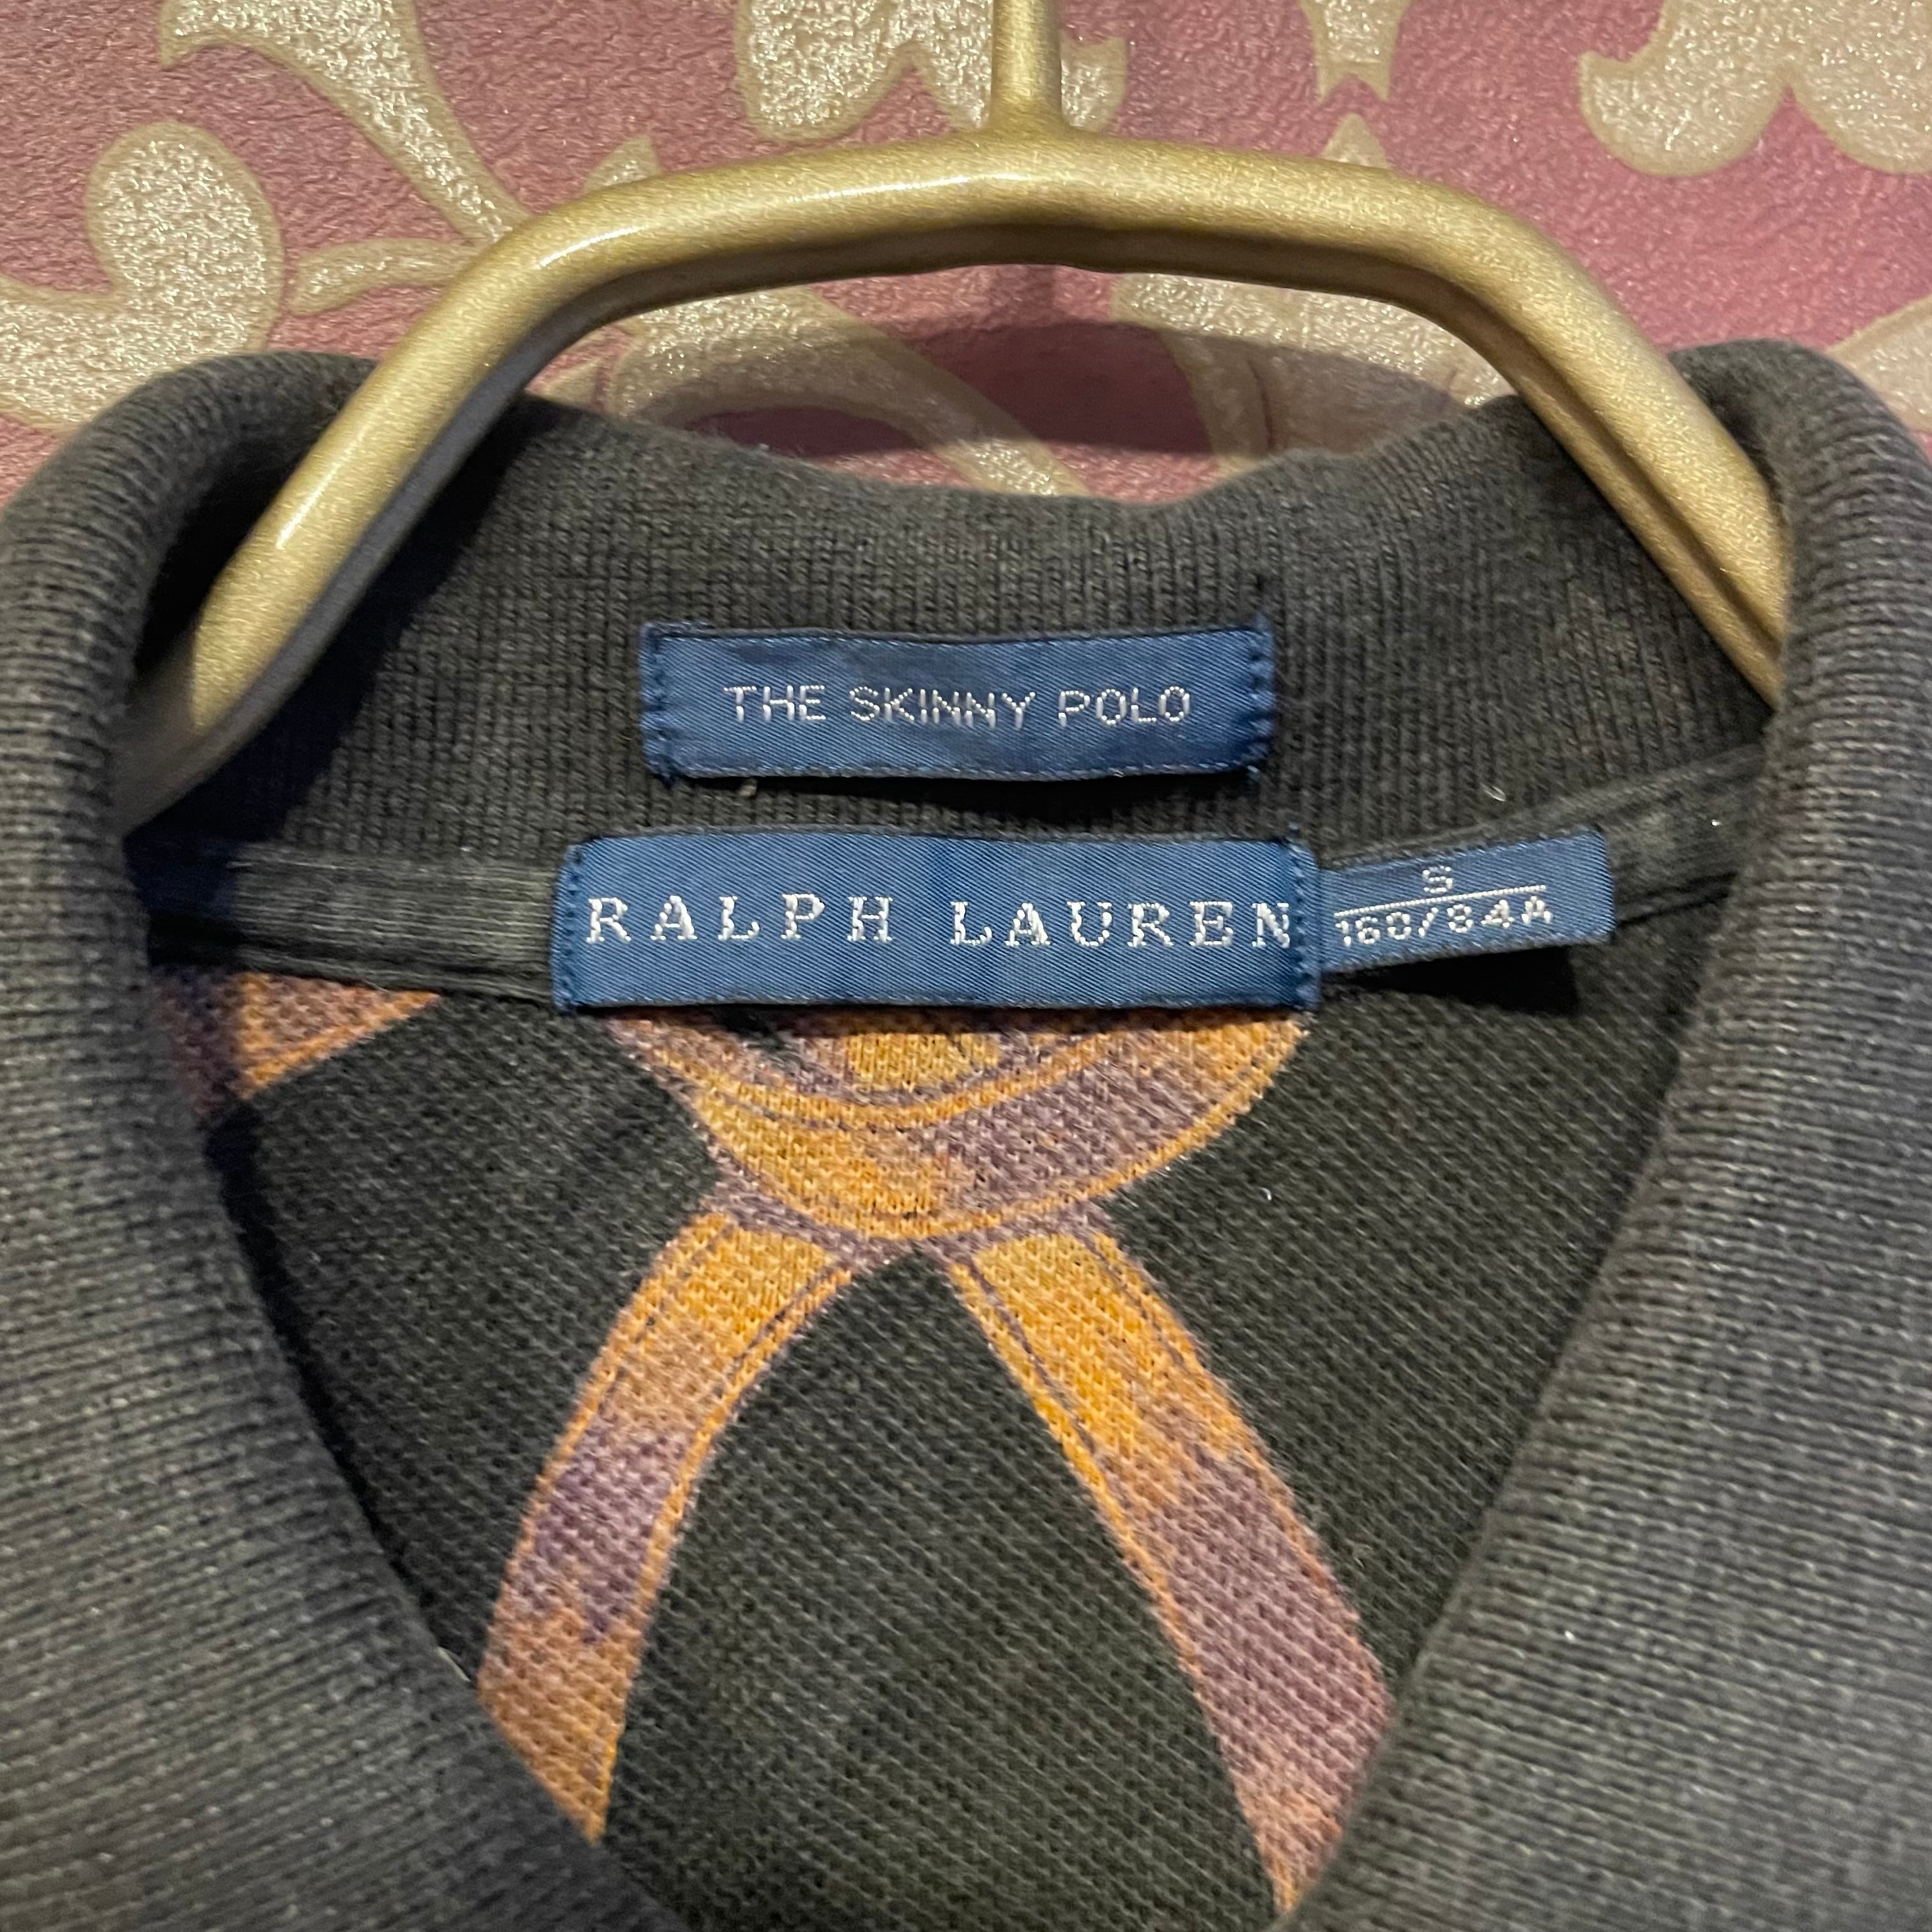 THE SKINNY POLO
RALPH LAUREN
S
160/84A